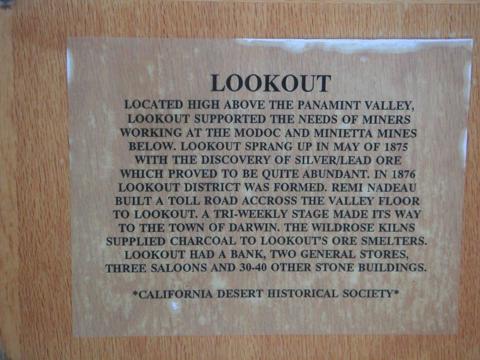 LOOKOUT
LOCATED HIGH ABOVE THE PANAMINT VALLEY,
LOOKOUT SUPPORTED THE NEEDS OF MINERS
WORKING AT THE MODOC AND MINIETTA MINES
BELOW. LOOKOUT SPRANG UP IN MAY OF 1875
WITH THE DISCOVERY OF SILVER/LEAD ORE
WHICH PROVED TO BE QUITE ABUNDANT. IN 1876
LOOKOUT DISTRICT WAS FORMED. REMI NADEAU
BUILT A TOLL ROAD ACCROSS THE VALLEY FLOOR
TO LOOKOUT. A TRI-WEEKLY STAGE MADE ITS WAY
TO THE TOWN OF DARWIN. THE WILDROSE KILNS
SUPPLIED CHARCOAL TO LOOKOUT'S ORE SMELTERS.
LOOKOUT HAD A BANK, TWO GENERAL STORES,
THREE SALOONS AND 30-40 OTHER STONE BUILDINGS.
*CALIFORNIA DESERT HISTORICAL SOCIETY*